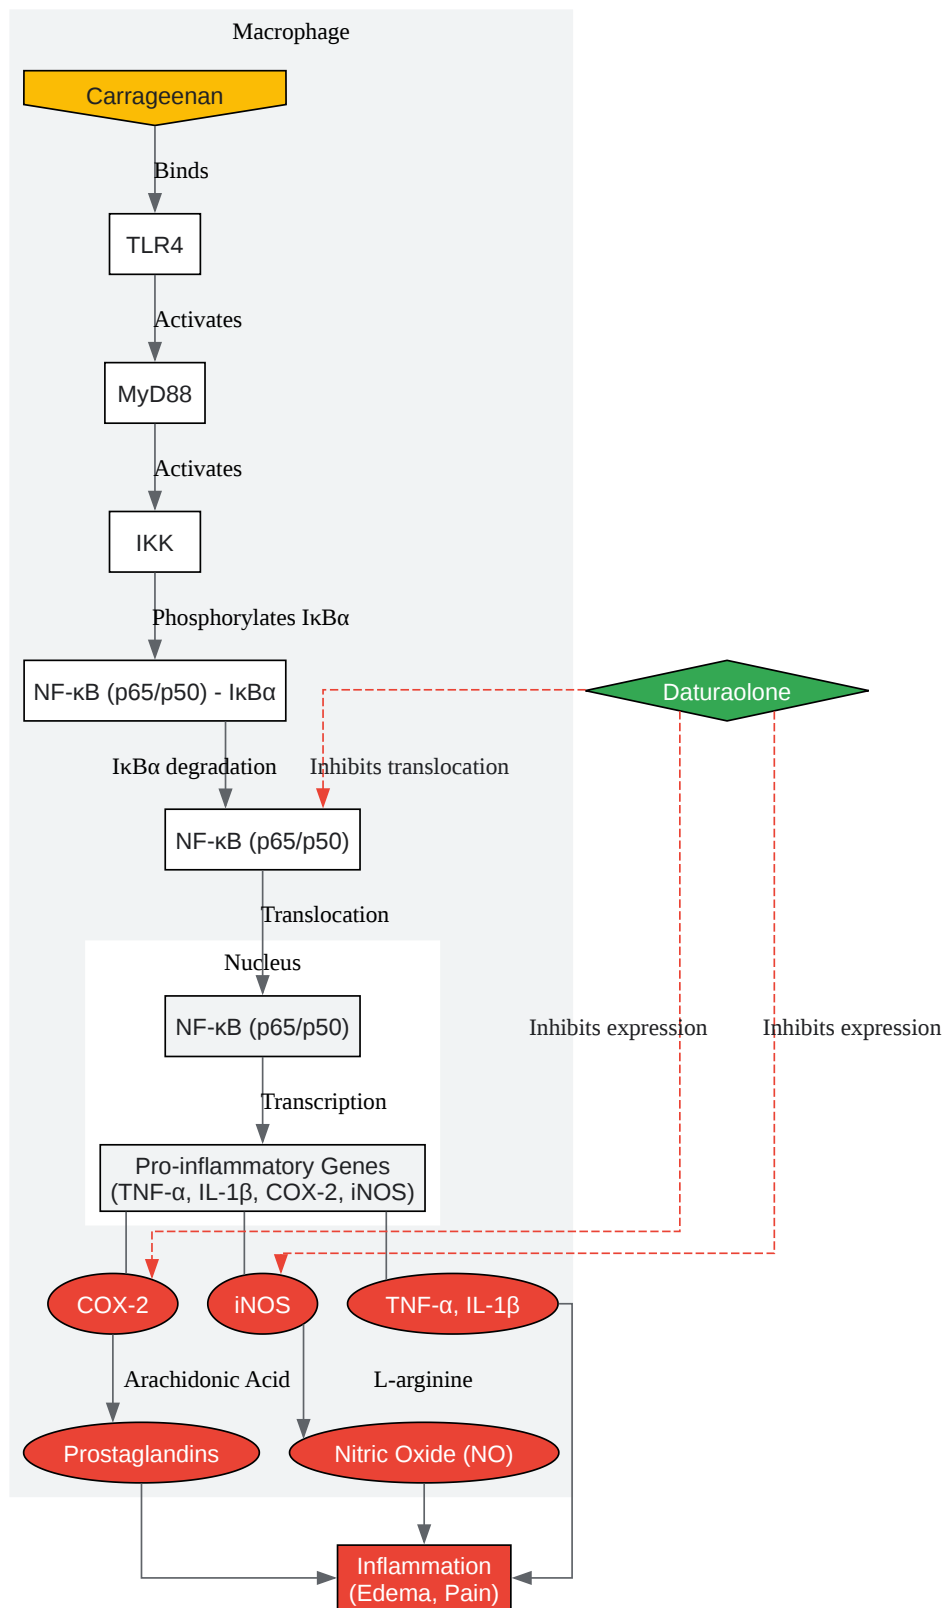 Macrophage
Carrageenan
Binds
TLR4
Activates
MyD88
Activates
IKK
Phosphorylates IκBα
NF-κB (p65/p50) - IκBα
Daturaolone
IκBα degradation
Inhibits translocation
NF-κB (p65/p50)
Translocation
Nucleus
NF-κB (p65/p50)
Inhibits expression
Inhibits expression
Transcription
Pro-inflammatory Genes
(TNF-α, IL-1β, COX-2, iNOS)
COX-2
iNOS
TNF-α, IL-1β
Arachidonic Acid
L-arginine
Prostaglandins
Nitric Oxide (NO)
Inflammation
(Edema, Pain)